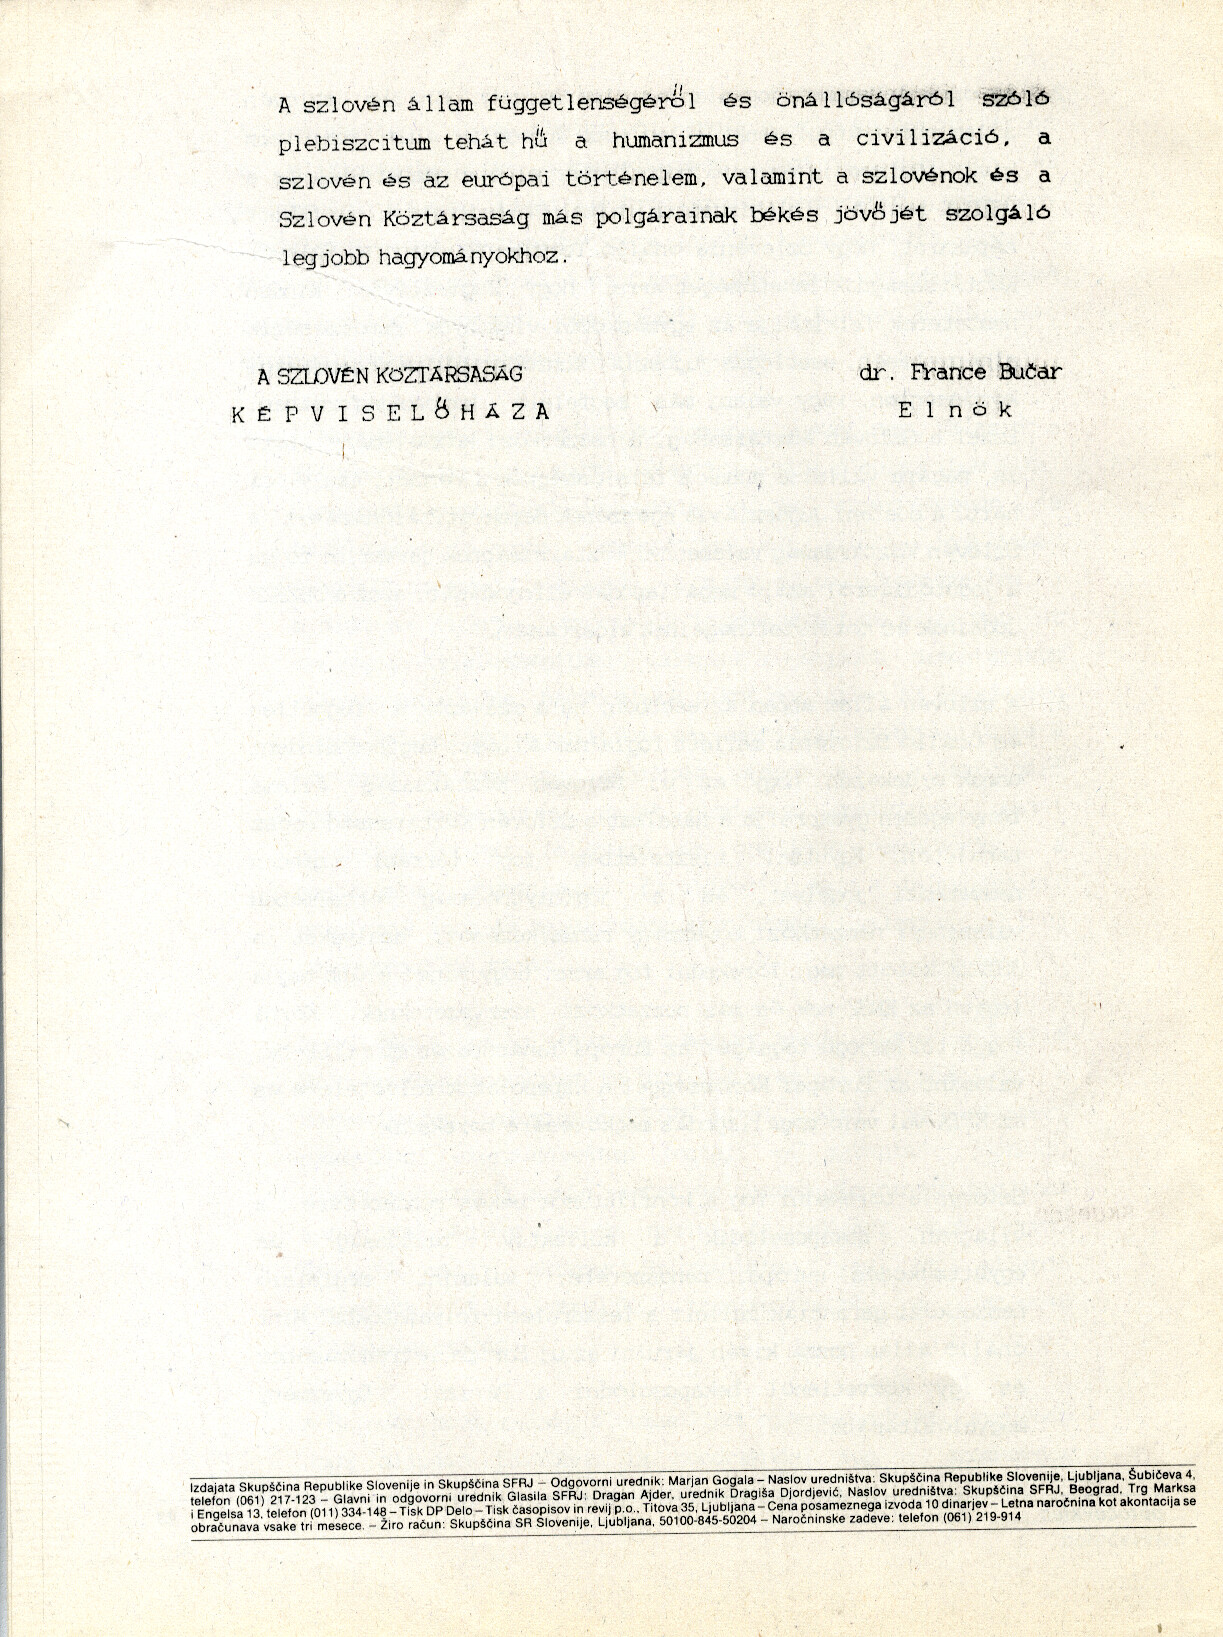 A szlovén állam függetlenségéről és önállóságáról szóló
plebiszcitum tehát hű a humanizmus és a civilizáció, a
szlovén és az európai történelem, valamint a szlovénok és a
Szlovén Köztársaság más polgárainak békés jövőjét szolgáló
legjobb hagyományokhoz.
A SZLOVÉN KÖZTÁRSASÁG
KÉPVISELŐHÁZA
dr. France Bučar
Elnök
Izdajata Skupščina Republike Slovenije in Skupščina SFRJ – Odgovorni urednik: Marjan Gogala – Naslov uredništva: Skupščina Republike Slovenije, Ljubljana, Šubičeva 4,
telefon (061) 217-123 – Glavni in odgovorni urednik Glasila SFRJ: Dragan Ajder, urednik Dragiša Djordjević, Naslov uredništva: Skupščina SFRJ, Beograd, Trg Marksa
i Engelsa 13, telefon (011) 334-148 – Tisk DP Delo – Tisk časopisov in revij p.o., Titova 35, Ljubljana – Cena posameznega izvoda 10 dinarjev – Letna naročnina kot akontacija se
obračunava vsake tri mesece. – Žiro račun: Skupščina SR Slovenije, Ljubljana, 50100-845-50204 – Naročninske zadeve: telefon (061) 219-914